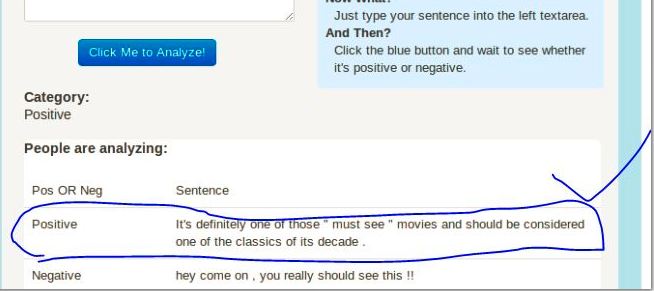 Now What?
Just type your sentence into the left textarea.
And Then?
Click the blue button and wait to see whether
it's positive or negative.
Click Me to Analyze!
Category:
Positive
People are analyzing:
Pos OR Neg Sentence
Positive It's definitely one of those " must see " movies and should be considered
one of the classics of its decade .
Negative hey come on , you really should see this !!